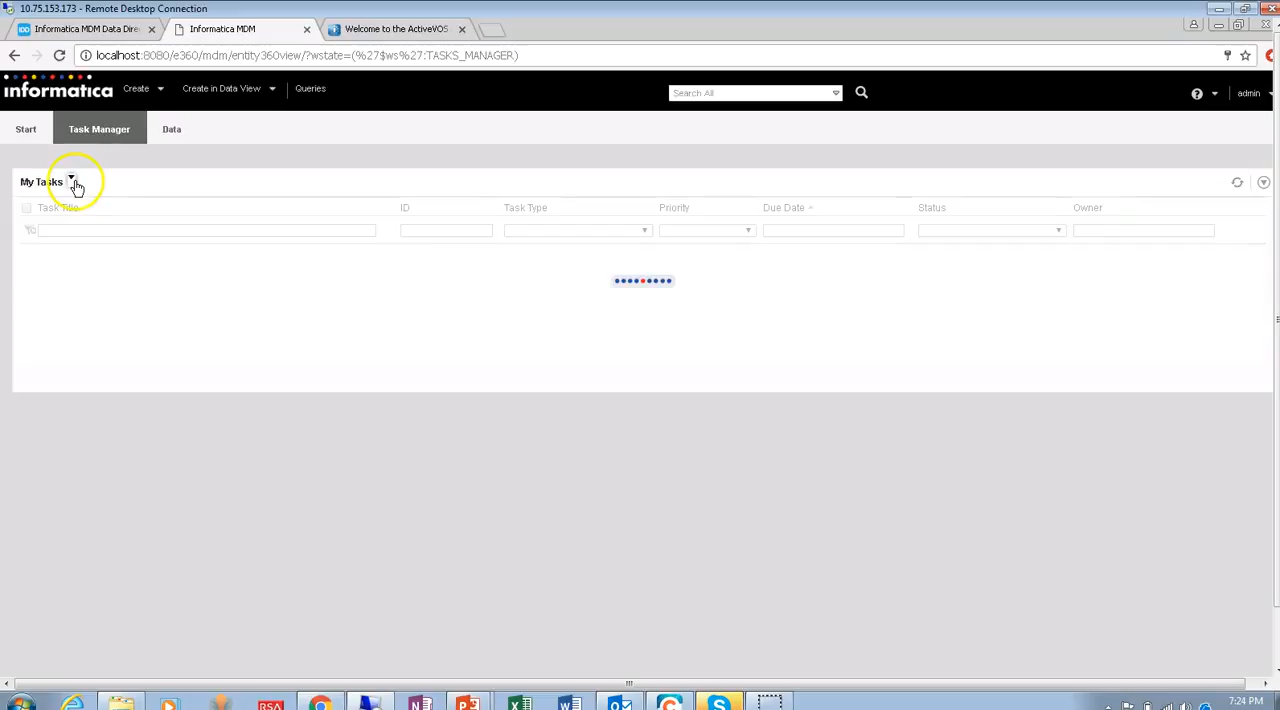 10.75.153.173 - Remote Desktop Connection
Informatica MDM Data Dire
Informatica MDM
Welcome to the ActiveVOS
localhost:8080/e360/mdm/entity360view/?wstate=(%27$ws%27:TASKS_MANAGER)
informatica
Create
Create in Data View
Queries
Search All
admin
Start
Task Manager
Data
My Tasks
Task Title
ID
Task Type
Priority
Due Date
Status
Owner
RSA
7:24 PM